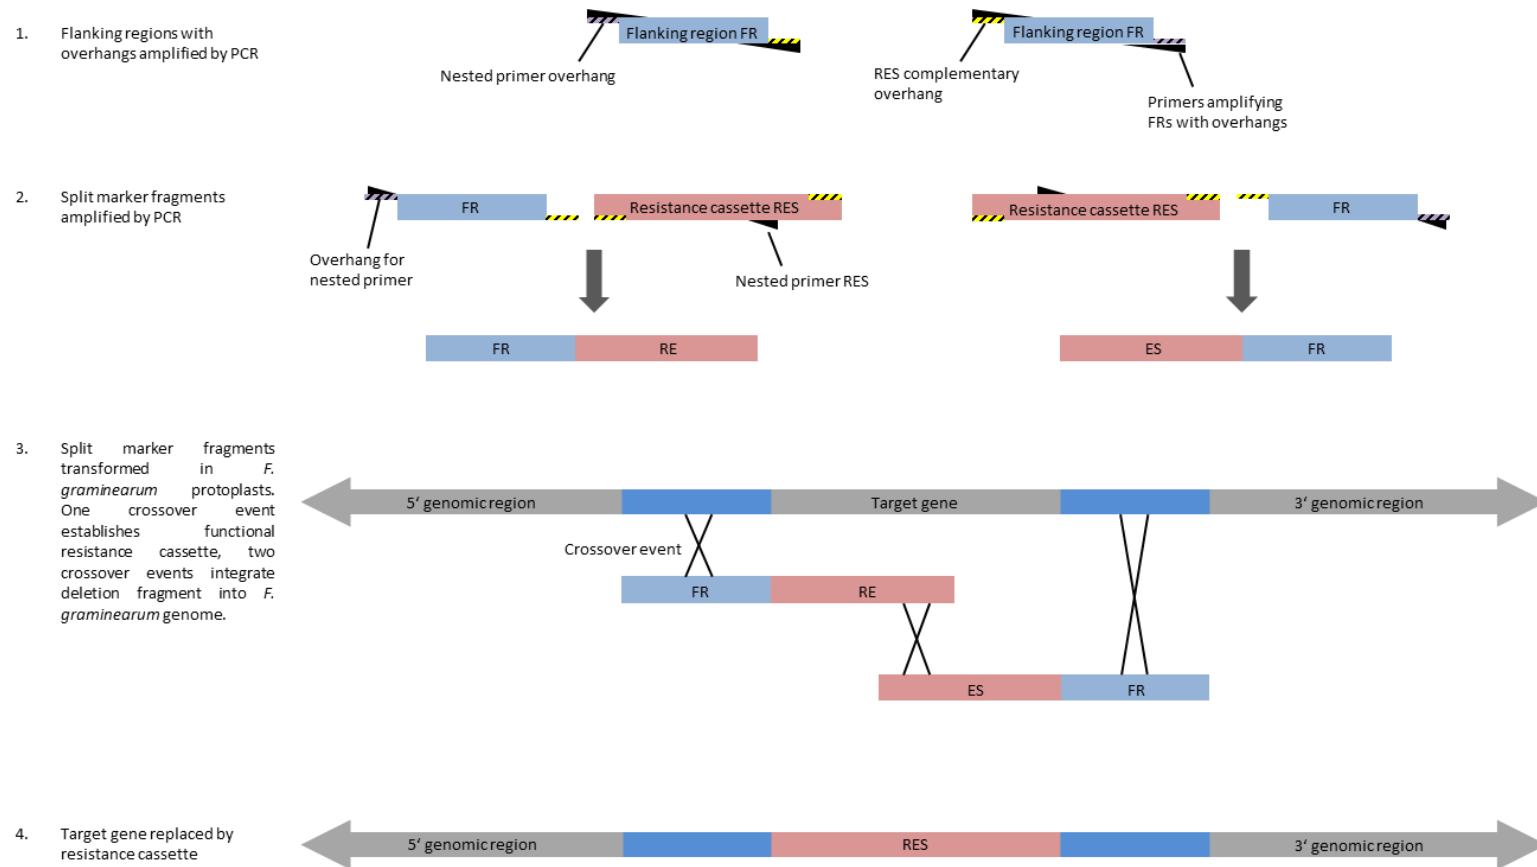 1. Flanking regions with
overhangs amplified by PCR
Flanking region FR
Nested primer overhang
Flanking region FR
RES complementary
overhang
Primers amplifying
FRs with overhangs
2. Split marker fragments
amplified by PCR
FR
Resistance cassette RES
Overhang for
nested primer
Nested primer RES
Resistance cassette RES
FR
FR
RE
ES
FR
3. Split marker fragments
transformed in F.
graminearum protoplasts.
One crossover event
establishes functional
resistance cassette, two
crossover events integrate
deletion fragment into F.
graminearum genome.
5‘ genomic region
Target gene
3‘ genomic region
Crossover event
FR
RE
ES
FR
4. Target gene replaced by
resistance cassette
5‘ genomic region
RES
3‘ genomic region